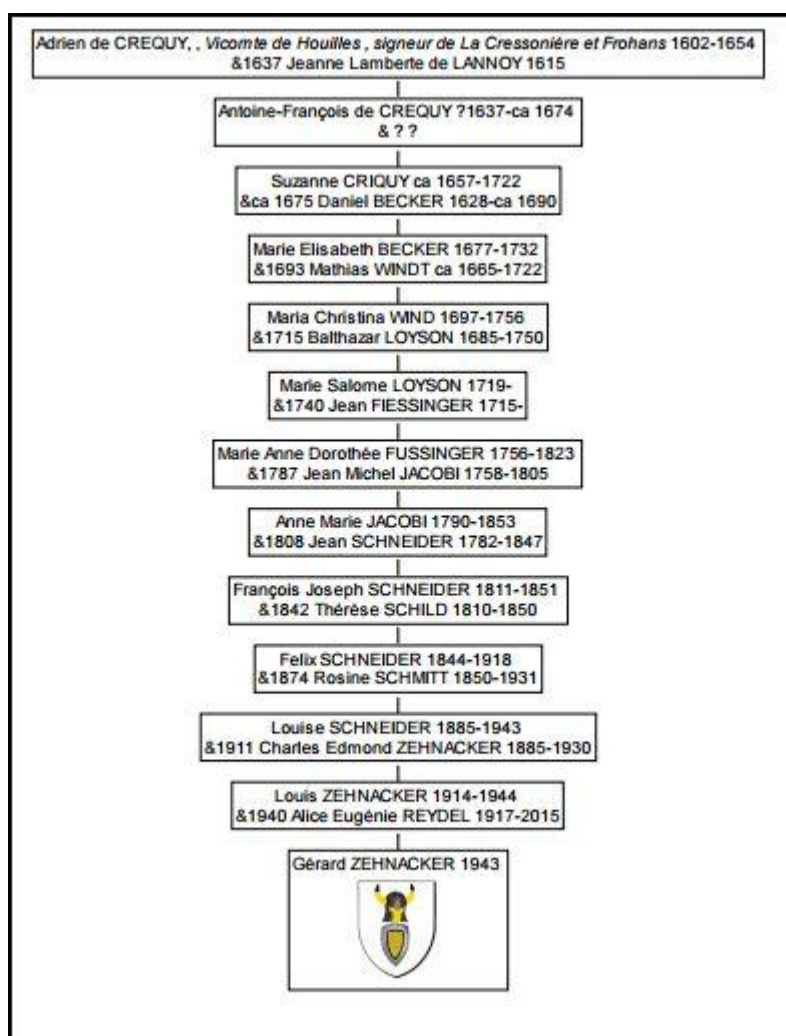 Adrien de CREQUY, , Vicomte de Houilles , signeur de La Cressonière et Frohans 1602-1654
&1637 Jeanne Lamberte de LANNOY 1615
Antoine-François de CREQUY ?1637-ca 1674
& ? ?
Suzanne CRIQUY ca 1657-1722
&ca 1675 Daniel BECKER 1628-ca 1690
Marie Elisabeth BECKER 1677-1732
&1693 Mathias WINDT ca 1665-1722
Maria Christina WIND 1697-1756
&1715 Balthazar LOYSON 1685-1750
Marie Salome LOYSON 1719-
&1740 Jean FIESSINGER 1715-
Marie Anne Dorothée FUSSINGER 1756-1823
&1787 Jean Michel JACOBI 1758-1805
Anne Marie JACOBI 1790-1853
&1808 Jean SCHNEIDER 1782-1847
François Joseph SCHNEIDER 1811-1851
&1842 Thérèse SCHILD 1810-1850
Felix SCHNEIDER 1844-1918
&1874 Rosine SCHMITT 1850-1931
Louise SCHNEIDER 1885-1943
&1911 Charles Edmond ZEHNACKER 1885-1930
Louis ZEHNACKER 1914-1944
&1940 Alice Eugénie REYDEL 1917-2015
Gérard ZEHNACKER 1943